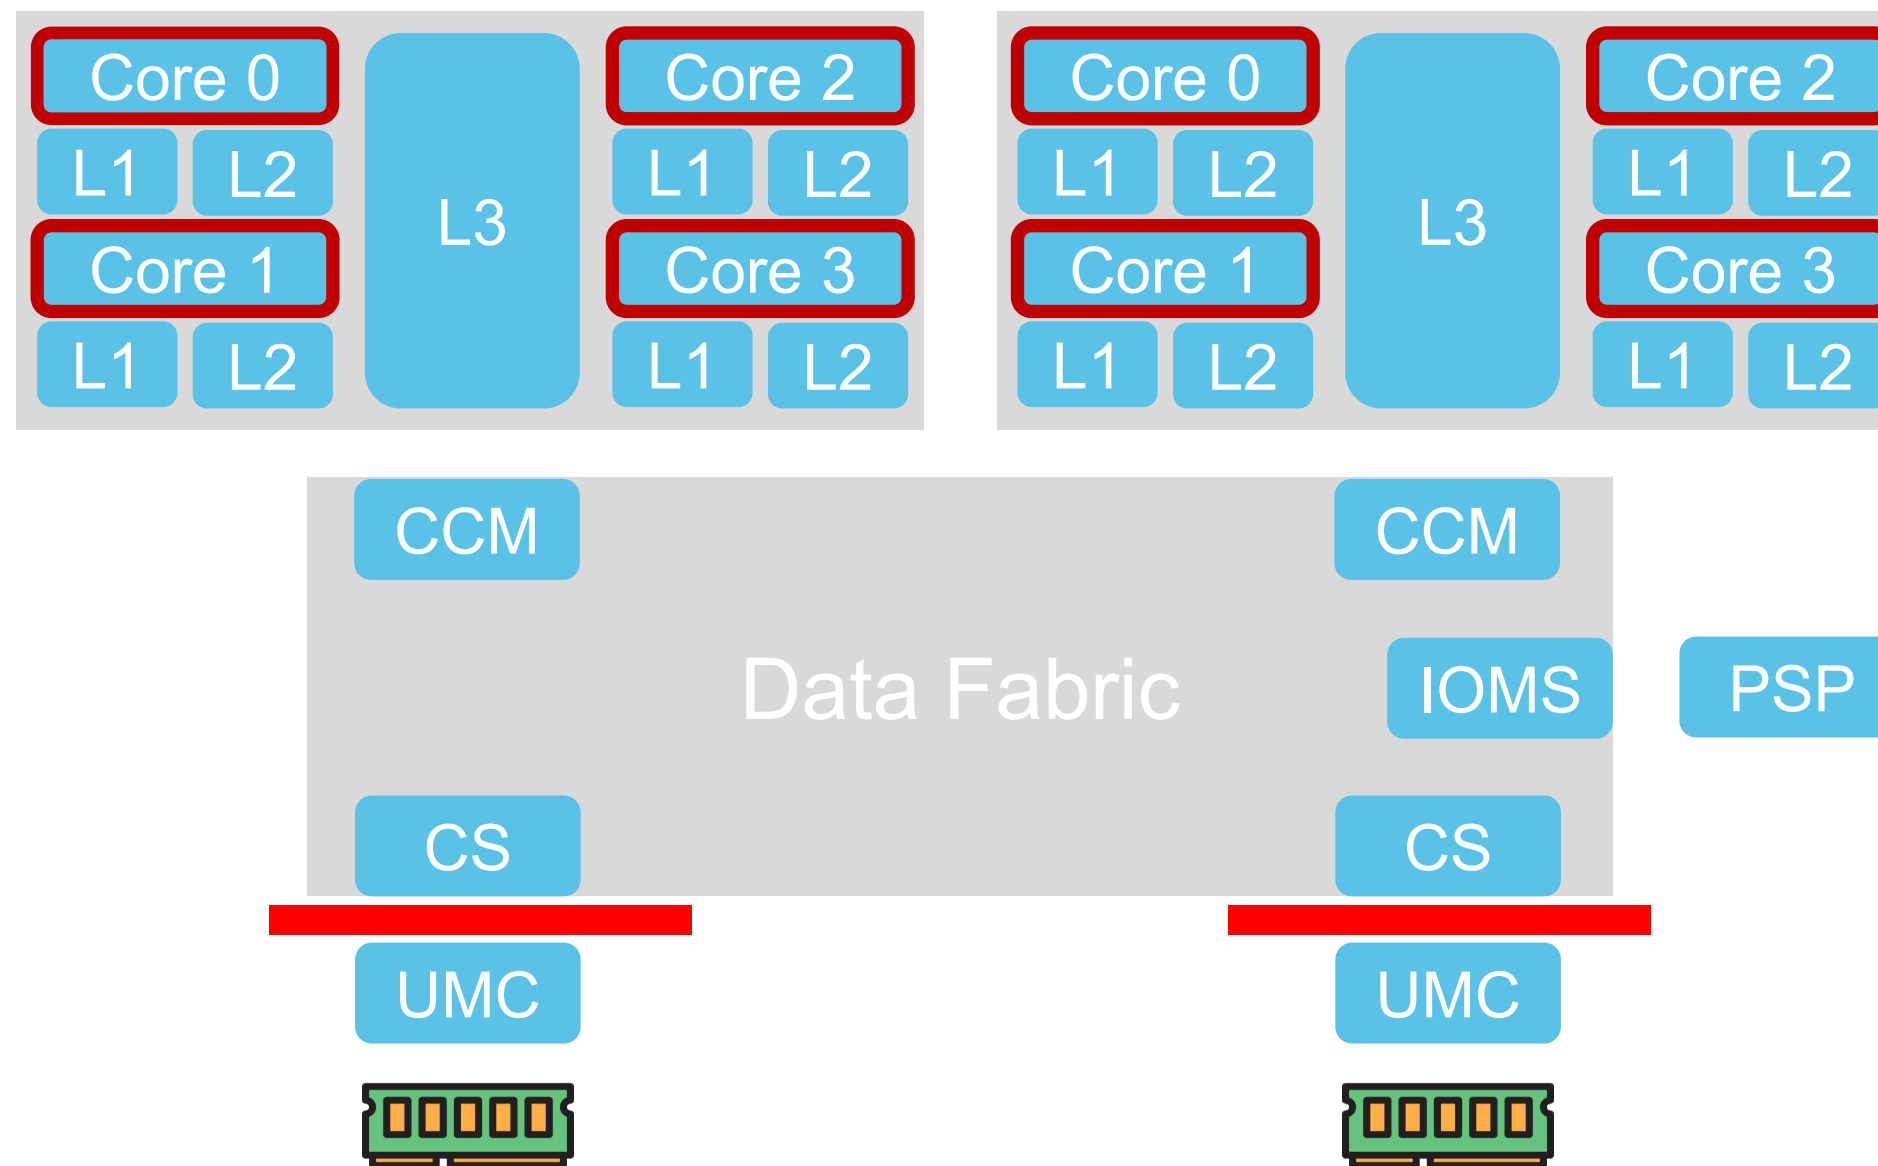 Core 0
Core 2
L1 L2
L1 L2
L3
Core 1
Core 3
L1 L2
L1 L2
Core 0
Core 2
L1 L2
L1 L2
L3
Core 1
Core 3
L1 L2
L1 L2
CCM
CCM
Data Fabric
IOMS
PSP
CS
CS
UMC
UMC